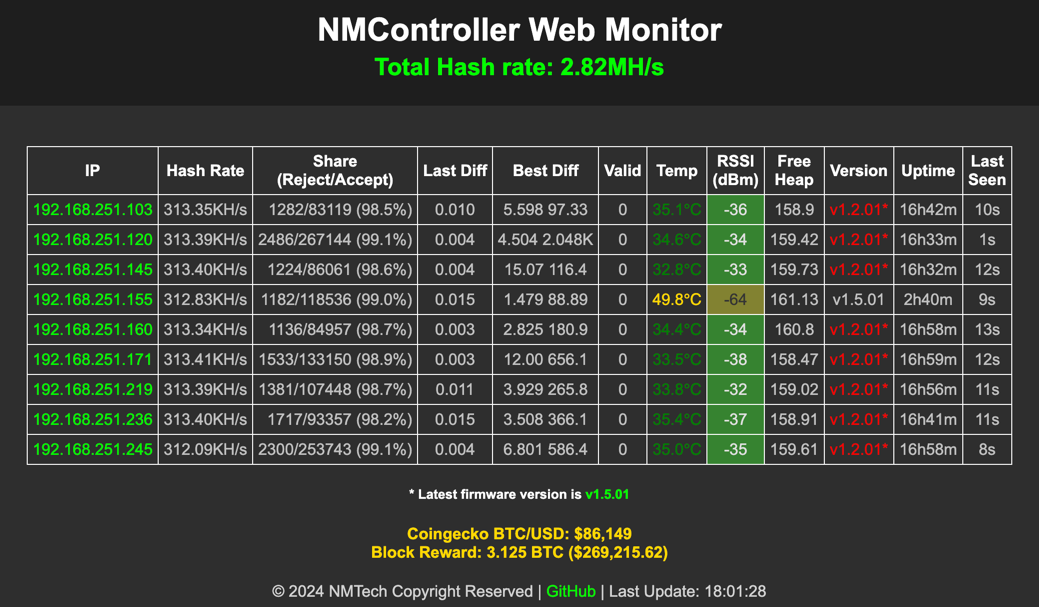 NMController Web Monitor
Total Hash rate: 2.82MH/s
IP Hash Rate Share (Reject/Accept) Last Diff Best Diff Valid Temp RSSI (dBm) Free Heap Version Uptime Last Seen
192.168.251.103 313.35KH/s 1282/83119 (98.5%) 0.010 5.598 97.33 0 35.1°C -36 158.9 v1.2.01* 16h42m 10s
192.168.251.120 313.39KH/s 2486/267144 (99.1%) 0.004 4.504 2.048K 0 34.6°C -34 159.42 v1.2.01* 16h33m 1s
192.168.251.145 313.40KH/s 1224/86061 (98.6%) 0.004 15.07 116.4 0 32.8°C -33 159.73 v1.2.01* 16h32m 12s
192.168.251.155 312.83KH/s 1182/118536 (99.0%) 0.015 1.479 88.89 0 49.8°C -64 161.13 v1.5.01 2h40m 9s
192.168.251.160 313.34KH/s 1136/84957 (98.7%) 0.003 2.825 180.9 0 34.4°C -34 160.8 v1.2.01* 16h58m 13s
192.168.251.171 313.41KH/s 1533/133150 (98.9%) 0.003 12.00 656.1 0 33.5°C -38 158.47 v1.2.01* 16h59m 12s
192.168.251.219 313.39KH/s 1381/107448 (98.7%) 0.011 3.929 265.8 0 33.8°C -32 159.02 v1.2.01* 16h56m 11s
192.168.251.236 313.40KH/s 1717/93357 (98.2%) 0.015 3.508 366.1 0 35.4°C -37 158.91 v1.2.01* 16h41m 11s
192.168.251.245 312.09KH/s 2300/253743 (99.1%) 0.004 6.801 586.4 0 35.0°C -35 159.61 v1.2.01* 16h58m 8s
* Latest firmware version is v1.5.01
Coingecko BTC/USD: $86,149
Block Reward: 3.125 BTC ($269,215.62)
© 2024 NMTech Copyright Reserved | GitHub | Last Update: 18:01:28